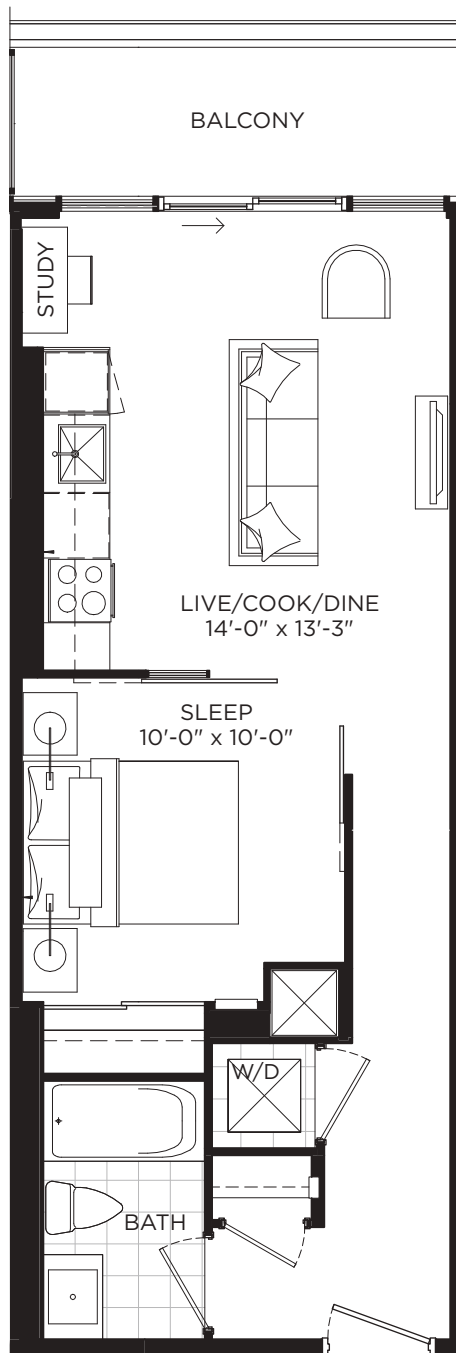 BALCONY
STUDY
LIVE/COOK/DINE
14'-0" x 13'-3"
SLEEP
10'-0" x 10'-0"
W/D
BATH